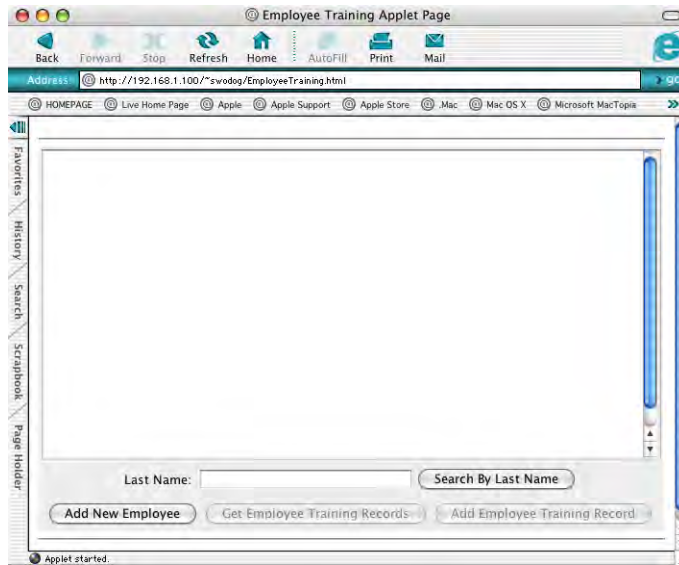 @ Employee Training Applet Page
Back Forward Stop Refresh Home AutoFill Print Mail
Address @ http://192.168.1.100/~swodog/EmployeeTraining.html go
@ HOMEPAGE @ Live Home Page @ Apple @ Apple Support @ Apple Store @ .Mac @ Mac OS X @ Microsoft MacTopia »
Favorites
History
Search
Scrapbook
Page Holder
Last Name: Search By Last Name
Add New Employee Get Employee Training Records Add Employee Training Record
Applet started.